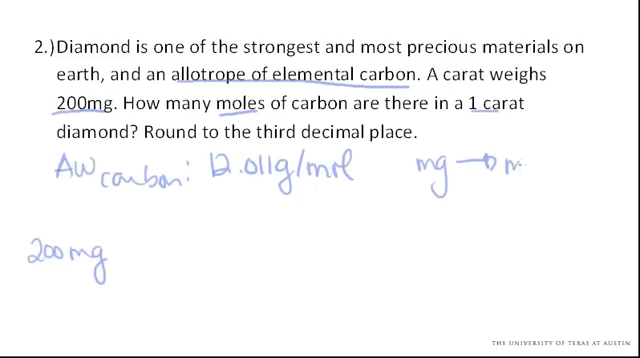 2.) Diamond is one of the strongest and most precious materials on
earth, and an allotrope of elemental carbon. A carat weighs
200mg. How many moles of carbon are there in a 1 carat
diamond? Round to the third decimal place.
AW carbon: 12.011g/mol mg → m
200mg
THE UNIVERSITY OF TEXAS AT AUSTIN